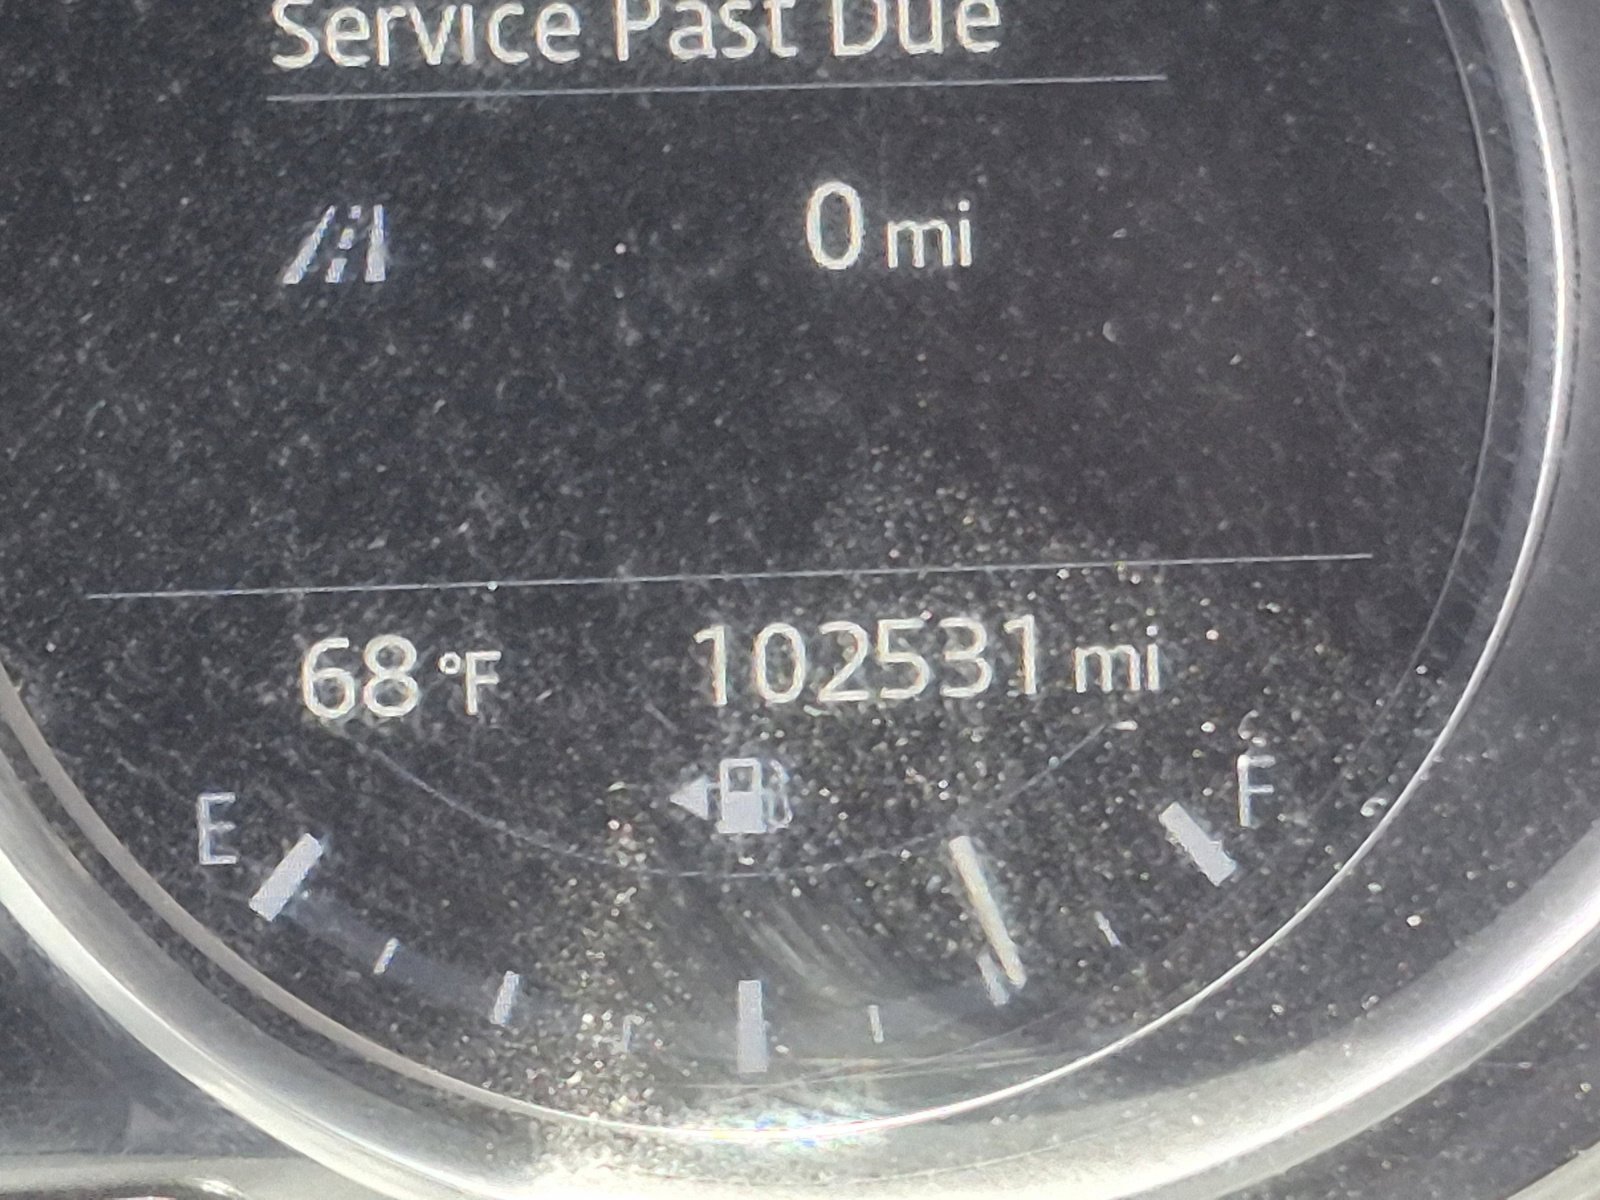 Service Past Due
0 mi
68 °F 102531 mi
E F